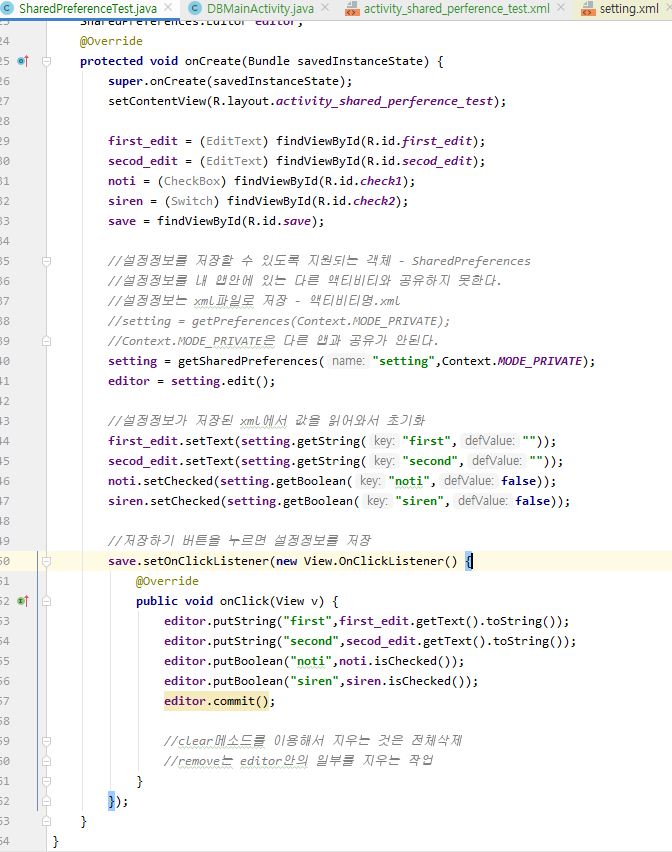 SharedPreferenceTest.java DBMainActivity.java activity_shared_perference_test.xml setting.xml
SharedPreferences.Editor editor;
24 @Override
25 protected void onCreate(Bundle savedInstanceState) {
26 super.onCreate(savedInstanceState);
27 setContentView(R.layout.activity_shared_perference_test);
28
29 first_edit = (EditText) findViewById(R.id.first_edit);
30 secod_edit = (EditText) findViewById(R.id.secod_edit);
31 noti = (CheckBox) findViewById(R.id.check1);
32 siren = (Switch) findViewById(R.id.check2);
33 save = findViewById(R.id.save);
34
35 //설정정보를 저장할 수 있도록 지원되는 객체 - SharedPreferences
36 //설정정보를 내 앱안에 있는 다른 액티비티와 공유하지 못한다.
37 //설정정보는 xml파일로 저장 - 액티비티명.xml
38 //setting = getPreferences(Context.MODE_PRIVATE);
39 //Context.MODE_PRIVATE은 다른 앱과 공유가 안된다.
40 setting = getSharedPreferences( name: "setting",Context.MODE_PRIVATE);
41 editor = setting.edit();
42
43 //설정정보가 저장된 xml에서 값을 읽어와서 초기화
44 first_edit.setText(setting.getString( key: "first", defValue: ""));
45 secod_edit.setText(setting.getString( key: "second", defValue: ""));
46 noti.setChecked(setting.getBoolean( key: "noti", defValue: false));
47 siren.setChecked(setting.getBoolean( key: "siren", defValue: false));
48
49 //저장하기 버튼을 누르면 설정정보를 저장
50 save.setOnClickListener(new View.OnClickListener() {
51 @Override
52 public void onClick(View v) {
53 editor.putString("first",first_edit.getText().toString());
54 editor.putString("second",secod_edit.getText().toString());
55 editor.putBoolean("noti",noti.isChecked());
56 editor.putBoolean("siren",siren.isChecked());
57 editor.commit();
58
59 //clear메소드를 이용해서 지우는 것은 전체삭제
60 //remove는 editor안의 일부를 지우는 작업
61 }
62 });
63 }
64 }